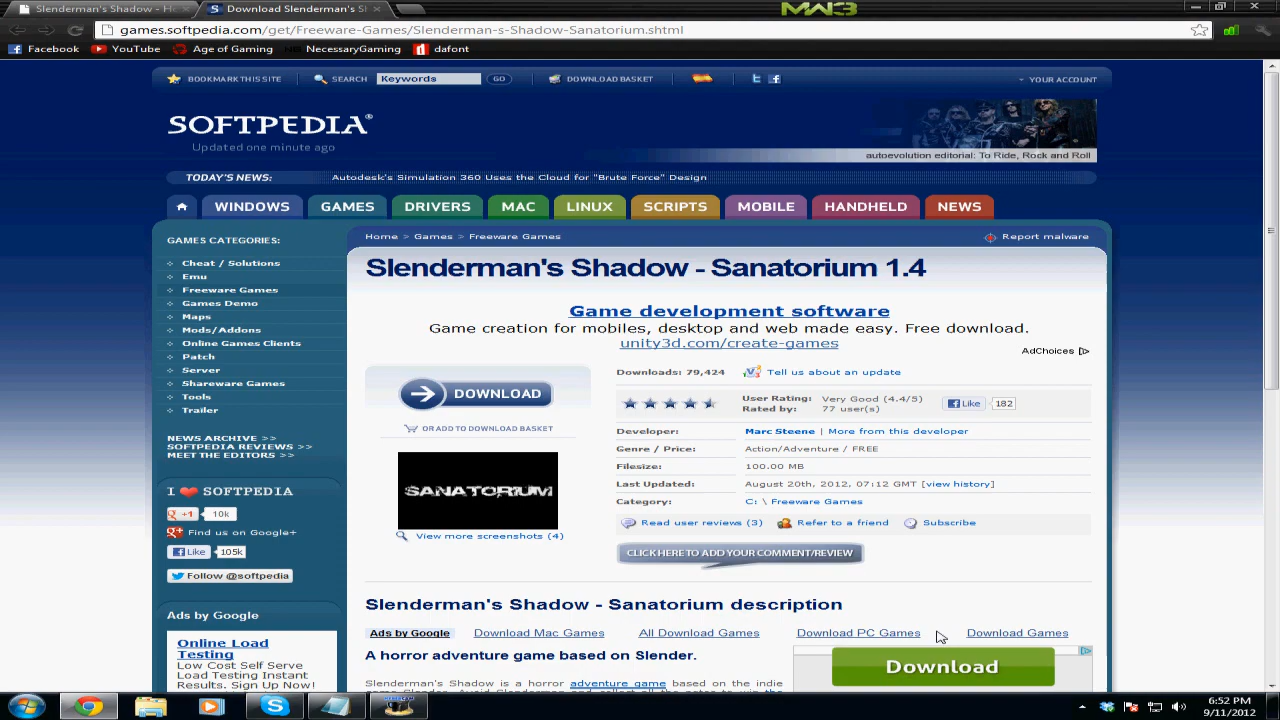 Slenderman's Shadow - H
Download Slenderman's S
MW3
games.softpedia.com/get/Freeware-Games/Slenderman-s-Shadow-Sanatorium.shtml
Facebook YouTube Age of Gaming NecessaryGaming dafont
BOOKMARK THIS SITE SEARCH Keywords GO DOWNLOAD BASKET YOUR ACCOUNT
SOFTPEDIA®
Updated one minute ago
autoevolution editorial: To Ride, Rock and Roll
TODAY'S NEWS: Autodesk's Simulation 360 Uses the Cloud for "Brute Force" Design
WINDOWS GAMES DRIVERS MAC LINUX SCRIPTS MOBILE HANDHELD NEWS
GAMES CATEGORIES:
Cheat / Solutions
Emu
Freeware Games
Games Demo
Maps
Mods/Addons
Online Games Clients
Patch
Server
Shareware Games
Tools
Trailer
NEWS ARCHIVE >>
SOFTPEDIA REVIEWS >>
MEET THE EDITORS >>
I SOFTPEDIA
+1 10k
Find us on Google+
Like 105k
Follow @softpedia
Ads by Google
Online Load
Testing
Low Cost Self Serve
Load Testing Instant
Results. Sign Up Now!
Home > Games > Freeware Games Report malware
Slenderman's Shadow - Sanatorium 1.4
Game development software
Game creation for mobiles, desktop and web made easy. Free download.
unity3d.com/create-games
AdChoices
DOWNLOAD
OR ADD TO DOWNLOAD BASKET
SANATORIUM
View more screenshots (4)
Downloads: 79,424 Tell us about an update
User Rating: Very Good (4.4/5)
Rated by: 77 user(s)
Like 182
Developer: Marc Steene | More from this developer
Genre / Price: Action/Adventure / FREE
Filesize: 100.00 MB
Last Updated: August 20th, 2012, 07:12 GMT [view history]
Category: C: \ Freeware Games
Read user reviews (3) Refer to a friend Subscribe
CLICK HERE TO ADD YOUR COMMENT/REVIEW
Slenderman's Shadow - Sanatorium description
Ads by Google Download Mac Games All Download Games Download PC Games Download Games
A horror adventure game based on Slender.
Slenderman's Shadow is a horror adventure game based on the indie
Download
6:52 PM
9/11/2012